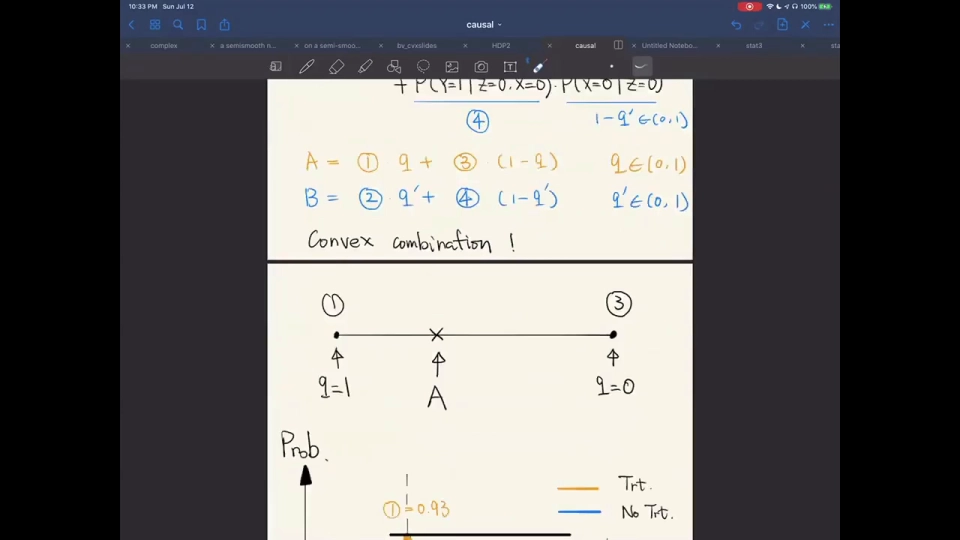 10:33 PM Sun Jul 12
100%
causal
complex
a semismooth n...
on a semi-smoo...
bv_cvxslides
HDP2
causal
Untitled Notebo...
stat3
sta
+ P(Y=1 | Z=0, X=0) · P(X=0 | Z=0)
④ 1-q' ∈ (0,1)
A = ① q + ③ (1-q) q ∈ (0,1)
B = ② q' + ④ (1-q') q' ∈ (0,1)
Convex combination !
① ③
q=1 A q=0
Prob.
Trt.
① = 0.93
No Trt.